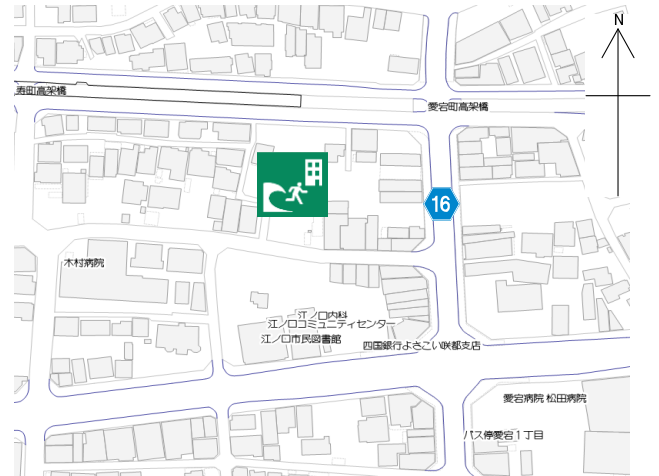 N
寿町高架橋
愛宕町高架橋
16
木村病院
江ノ口内科
江ノ口コミュニティセンター
江ノ口市民図書館
四国銀行よさこい咲都支店
愛宕病院 松田病院
バス停愛宕1丁目